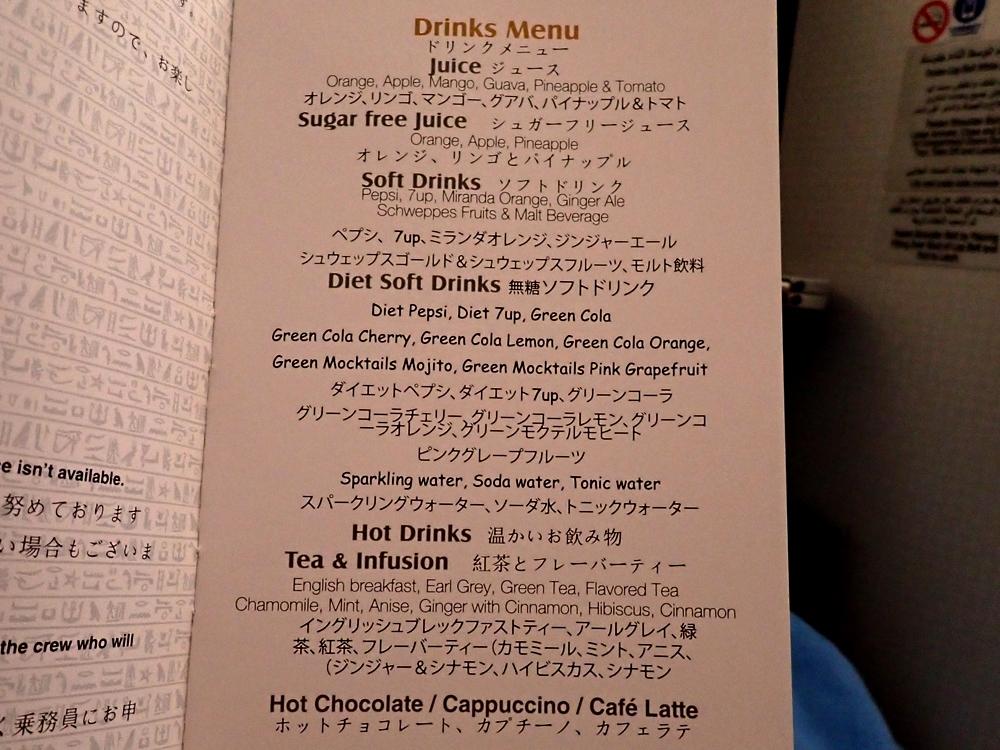 ますので、お楽し
e isn't available.
努めております
い場合もございま
the crew who will
乗務員にお申
Drinks Menu
ドリンクメニュー
Juice ジュース
Orange, Apple, Mango, Guava, Pineapple & Tomato
オレンジ、リンゴ、マンゴー、グアバ、パイナップル＆トマト
Sugar free Juice シュガーフリージュース
Orange, Apple, Pineapple
オレンジ、リンゴとパイナップル
Soft Drinks ソフトドリンク
Pepsi, 7up, Miranda Orange, Ginger Ale
Schweppes Fruits & Malt Beverage
ペプシ、7up、ミランダオレンジ、ジンジャーエール
シュウェップスゴールド＆シュウェップスフルーツ、モルト飲料
Diet Soft Drinks 無糖ソフトドリンク
Diet Pepsi, Diet 7up, Green Cola
Green Cola Cherry, Green Cola Lemon, Green Cola Orange,
Green Mocktails Mojito, Green Mocktails Pink Grapefruit
ダイエットペプシ、ダイエット7up、グリーンコーラ
グリーンコーラチェリー、グリーンコーラレモン、グリーンコ
ーラオレンジ、グリーンモクテルモヒート
ピンクグレープフルーツ
Sparkling water, Soda water, Tonic water
スパークリングウォーター、ソーダ水、トニックウォーター
Hot Drinks 温かいお飲み物
Tea & Infusion 紅茶とフレーバーティー
English breakfast, Earl Grey, Green Tea, Flavored Tea
Chamomile, Mint, Anise, Ginger with Cinnamon, Hibiscus, Cinnamon
イングリッシュブレックファストティー、アールグレイ、緑
茶、紅茶、フレーバーティー（カモミール、ミント、アニス、
（ジンジャー＆シナモン、ハイビスカス、シナモン
Hot Chocolate / Cappuccino / Café Latte
ホットチョコレート、カプチーノ、カフェラテ